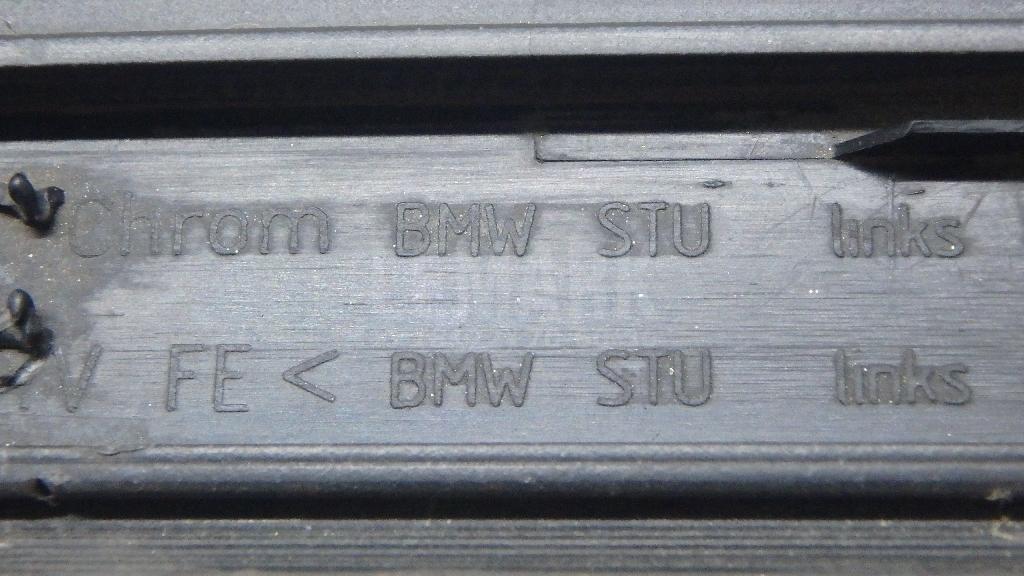 Chrom BMW STU links
V FE < BMW STU links